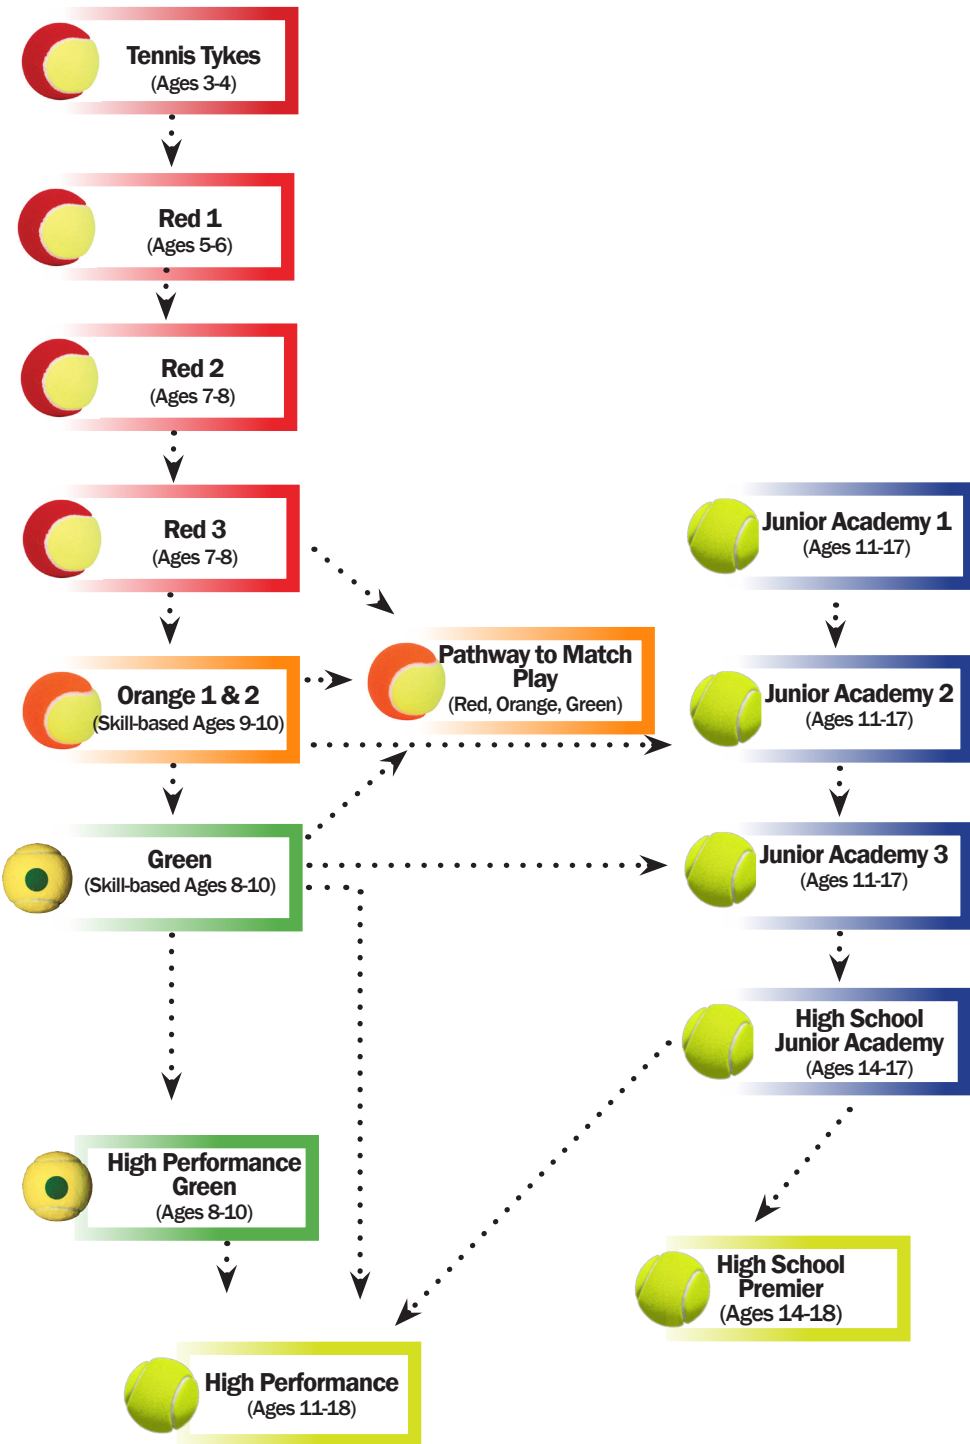 Tennis Tykes
(Ages 3-4)
Red 1
(Ages 5-6)
Red 2
(Ages 7-8)
Red 3
(Ages 7-8)
Orange 1 & 2
(Skill-based Ages 9-10)
Green
(Skill-based Ages 8-10)
High Performance
Green
(Ages 8-10)
High Performance
(Ages 11-18)
Pathway to Match
Play
(Red, Orange, Green)
Junior Academy 1
(Ages 11-17)
Junior Academy 2
(Ages 11-17)
Junior Academy 3
(Ages 11-17)
High School
Junior Academy
(Ages 14-17)
High School
Premier
(Ages 14-18)